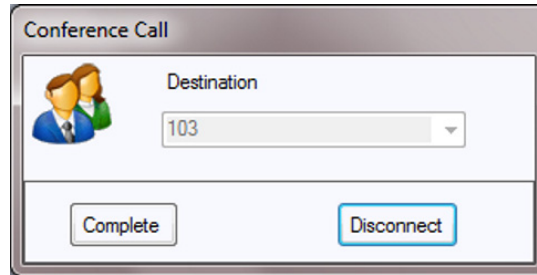 Conference Call
Destination
103
Complete
Disconnect